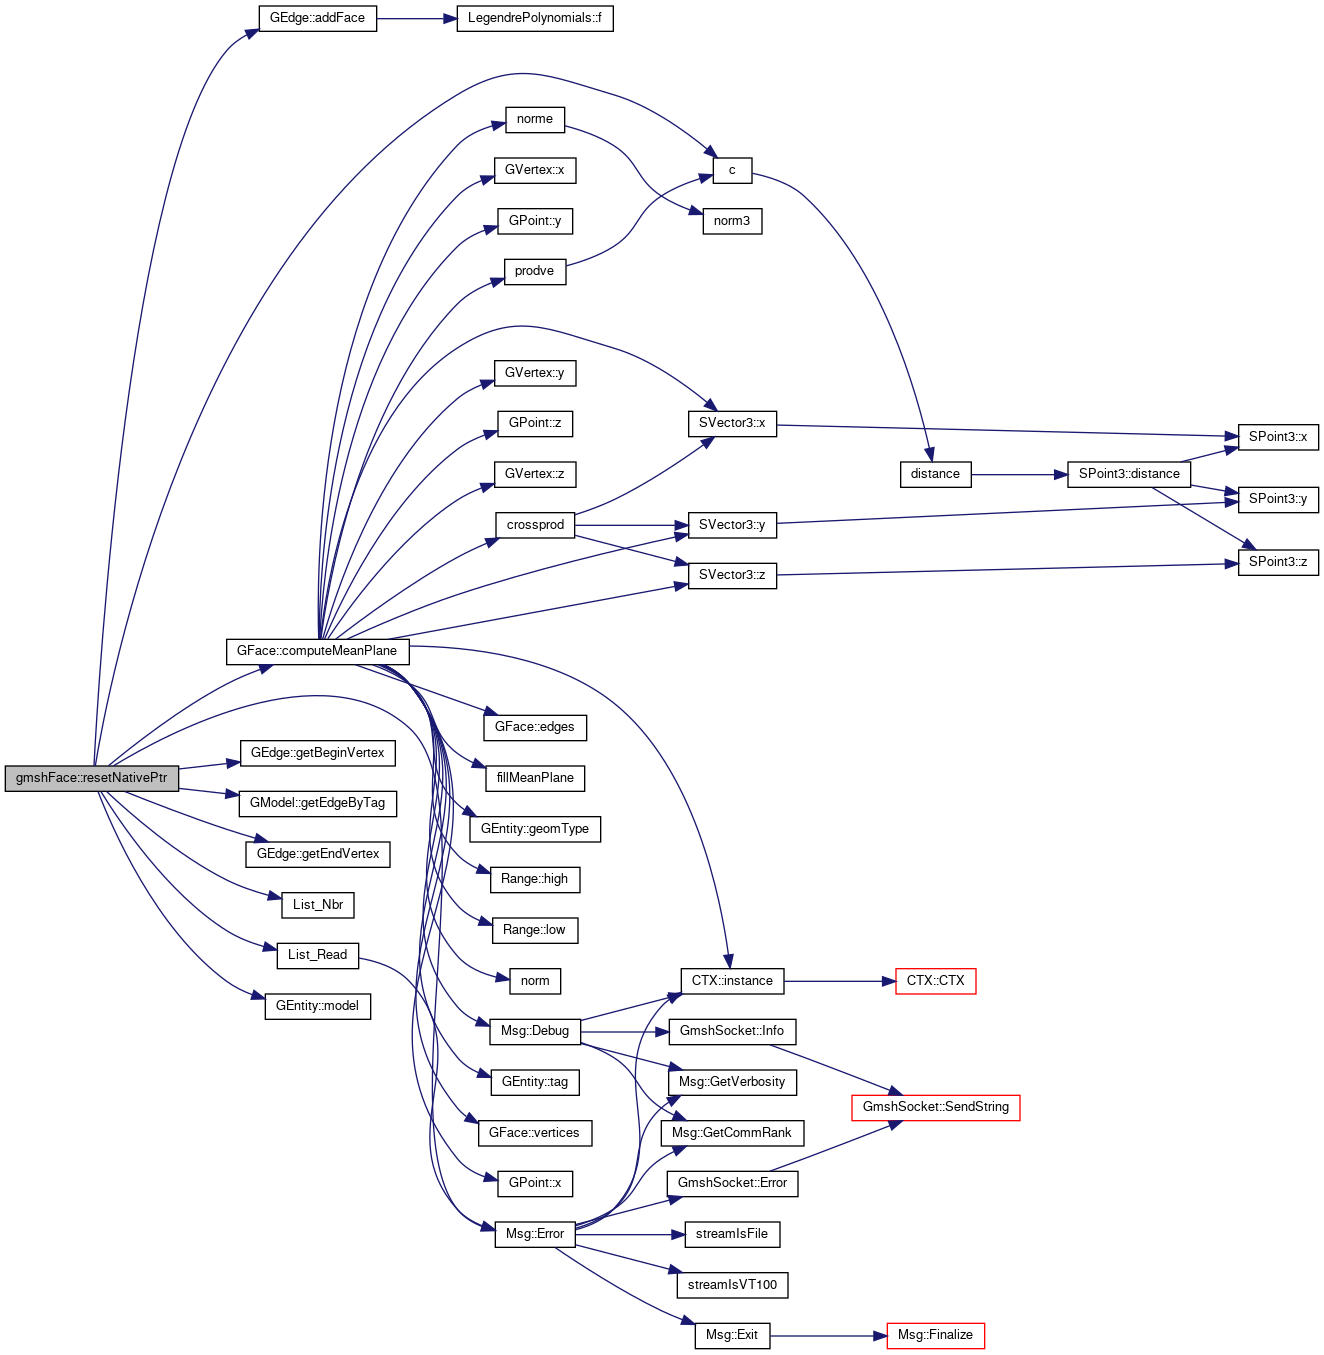 GEdge::addFace
LegendrePolynomials::f
norme
c
GVertex::x
norm3
GPoint::y
prodve
GVertex::y
SVector3::x
GPoint::z
SPoint3::x
GVertex::z
distance
SPoint3::distance
SPoint3::y
crossprod
SVector3::y
SVector3::z
SPoint3::z
GFace::computeMeanPlane
GFace::edges
GEdge::getBeginVertex
gmshFace::resetNativePtr
fillMeanPlane
GModel::getEdgeByTag
GEntity::geomType
GEdge::getEndVertex
Range::high
List_Nbr
Range::low
List_Read
norm
CTX::instance
CTX::CTX
GEntity::model
Msg::Debug
GmshSocket::Info
GEntity::tag
Msg::GetVerbosity
GmshSocket::SendString
GFace::vertices
Msg::GetCommRank
GPoint::x
GmshSocket::Error
Msg::Error
streamIsFile
streamIsVT100
Msg::Exit
Msg::Finalize